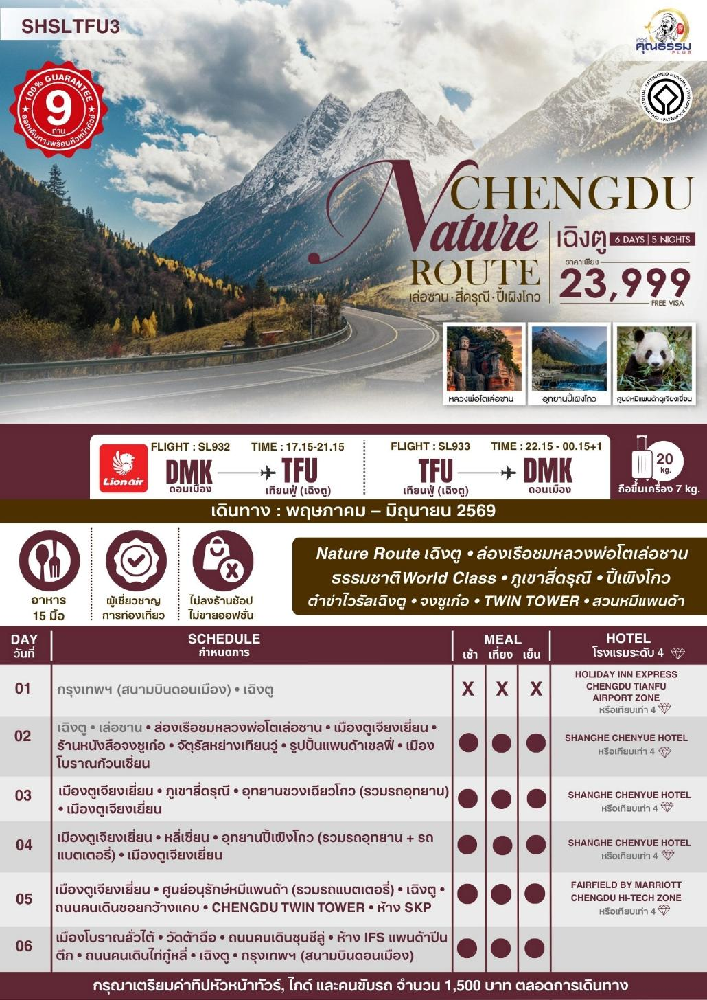 SHSLTFU3
ทัวร์
คุณธรรม
PLUS
100% GUARANTEE
9
ท่าน
ออกเดินทางพร้อมหัวหน้าทัวร์
PATRIMONIO MUNDIAL • WORLD HERITAGE • PATRIMOINE MONDIAL
CHENGDU
Nature
ROUTE
เล่อซาน · สี่ดรุณี · ปี้เผิงโกว
เฉิงตู 6 DAYS | 5 NIGHTS
ราคาเพียง
23,999
FREE VISA
หลวงพ่อโตเล่อซาน
อุทยานปี้เผิงโกว
ศูนย์หมีแพนด้าตูเจียงเยี่ยน
Lion air
FLIGHT : SL932 TIME : 17.15-21.15
DMK TFU
ดอนเมือง เทียนฟู่ (เฉิงตู)
FLIGHT : SL933 TIME : 22.15 - 00.15+1
TFU DMK
เทียนฟู่ (เฉิงตู) ดอนเมือง
20
kg.
ถือขึ้นเครื่อง 7 kg.
เดินทาง : พฤษภาคม – มิถุนายน 2569
อาหาร
15 มื้อ
ผู้เชี่ยวชาญ
การท่องเที่ยว
X
ไม่ลงร้านช้อป
ไม่ขายออฟชั่น
Nature Route เฉิงตู • ล่องเรือชมหลวงพ่อโตเล่อซาน
ธรรมชาติWorld Class • ภูเขาสี่ดรุณี • ปี้เผิงโกว
ต๋าข่าไวรัลเฉิงตู • จงซูเก๋อ • TWIN TOWER • สวนหมีแพนด้า
DAY SCHEDULE MEAL HOTEL
วันที่ กำหนดการ เช้า เที่ยง เย็น โรงแรมระดับ 4
01
กรุงเทพฯ (สนามบินดอนเมือง) • เฉิงตู
X X X
HOLIDAY INN EXPRESS
CHENGDU TIANFU
AIRPORT ZONE
หรือเทียบเท่า 4
02
เฉิงตู • เล่อซาน • ล่องเรือชมหลวงพ่อโตเล่อซาน • เมืองตูเจียงเยี่ยน •
ร้านหนังสือจงซูเก๋อ • จัตุรัสหย่างเทียนวู่ • รูปปั้นแพนด้าเซลฟี่ • เมือง
โบราณก้วนเซี่ยน
SHANGHE CHENYUE HOTEL
หรือเทียบเท่า 4
03
เมืองตูเจียงเยี่ยน • ภูเขาสี่ดรุณี • อุทยานซวงเฉียวโกว (รวมรถอุทยาน)
• เมืองตูเจียงเยี่ยน
SHANGHE CHENYUE HOTEL
หรือเทียบเท่า 4
04
เมืองตูเจียงเยี่ยน • หลี่เซี่ยน • อุทยานปี้เผิงโกว (รวมรถอุทยาน + รถ
แบตเตอรี่) • เมืองตูเจียงเยี่ยน
SHANGHE CHENYUE HOTEL
หรือเทียบเท่า 4
05
เมืองตูเจียงเยี่ยน • ศูนย์อนุรักษ์หมีแพนด้า (รวมรถแบตเตอรี่) • เฉิงตู •
ถนนคนเดินซอยกว้างแคบ • CHENGDU TWIN TOWER • ห้าง SKP
FAIRFIELD BY MARRIOTT
CHENGDU HI-TECH ZONE
หรือเทียบเท่า 4
06
เมืองโบราณลั่วไต้ • วัดต้าฉือ • ถนนคนเดินชุนซีลู่ • ห้าง IFS แพนด้าปีน
ตึก • ถนนคนเดินไท่กู๋หลี่ • เฉิงตู • กรุงเทพฯ (สนามบินดอนเมือง)
กรุณาเตรียมค่าทิปหัวหน้าทัวร์, ไกด์ และคนขับรถ จำนวน 1,500 บาท ตลอดการเดินทาง